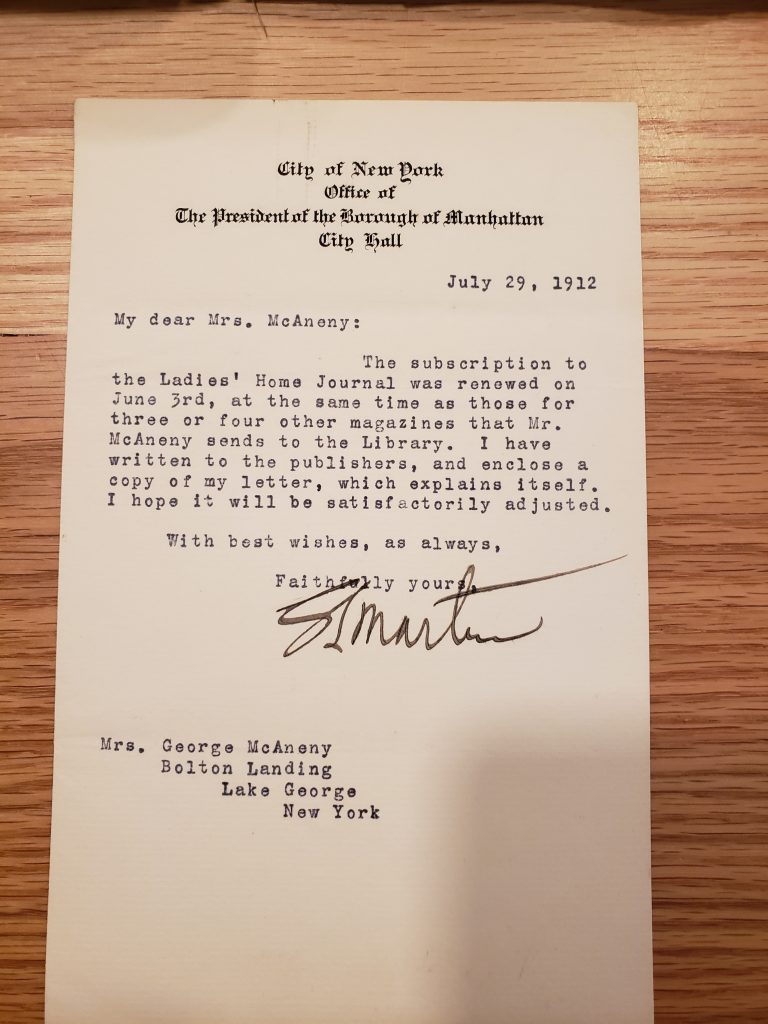 City of New York
Office of
The President of the Borough of Manhattan
City Hall
July 29, 1912
My dear Mrs. McAneny:
The subscription to
the Ladies' Home Journal was renewed on
June 3rd, at the same time as those for
three or four other magazines that Mr.
McAneny sends to the Library. I have
written to the publishers, and enclose a
copy of my letter, which explains itself.
I hope it will be satisfactorily adjusted.
With best wishes, as always,
Faithfully yours,
Martin
Mrs. George McAneny
Bolton Landing
Lake George
New York